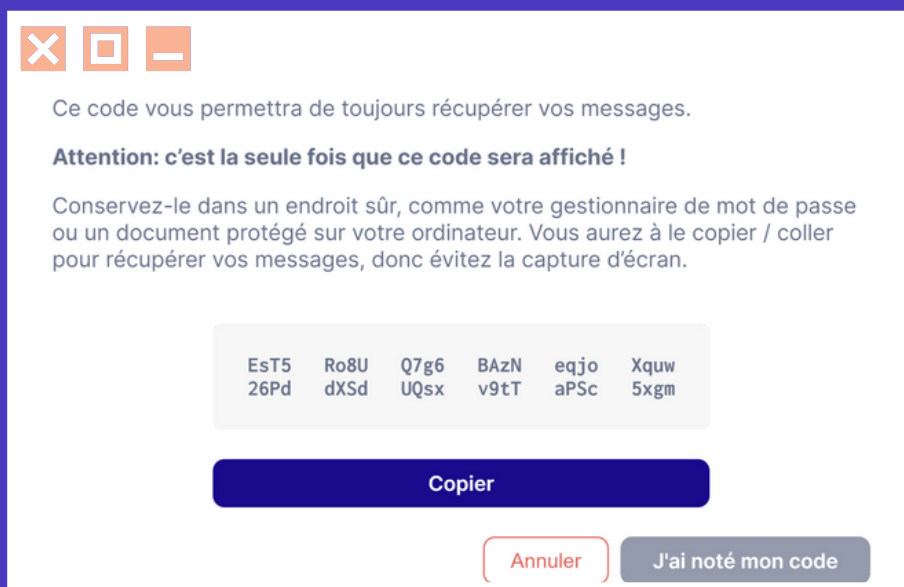 Ce code vous permettra de toujours récupérer vos messages.
Attention: c’est la seule fois que ce code sera affiché !
Conservez-le dans un endroit sûr, comme votre gestionnaire de mot de passe
ou un document protégé sur votre ordinateur. Vous aurez à le copier / coller
pour récupérer vos messages, donc évitez la capture d’écran.
EsT5 Ro8U Q7g6 BAzN eqjo Xquw
26Pd dXSd UQsx v9tT aPSc 5xgm
Copier
Annuler J'ai noté mon code